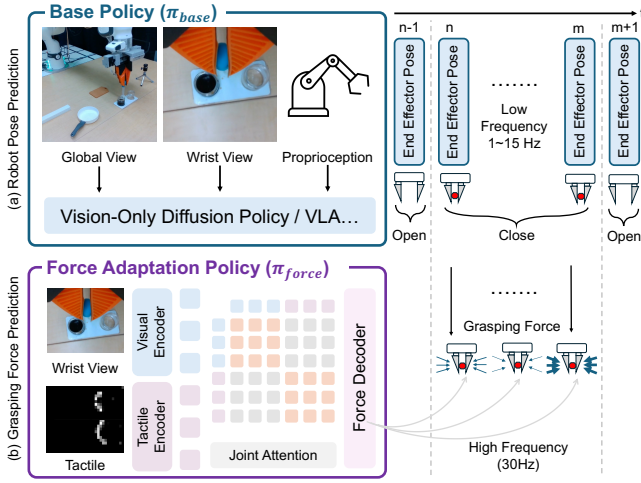 (a) Robot Pose Prediction
Base Policy (π_base)
Global View
Wrist View
Proprioception
Vision-Only Diffusion Policy / VLA…
n-1
n
m
m+1
t
End Effector Pose
End Effector Pose
.......
Low
Frequency
1~15 Hz
End Effector Pose
End Effector Pose
Open
Close
Open
(b) Grasping Force Prediction
Force Adaptation Policy (π_force)
Wrist View
Tactile
Visual
Encoder
Tactile
Encoder
Joint Attention
Force Decoder
.......
Grasping Force
High Frequency
(30Hz)